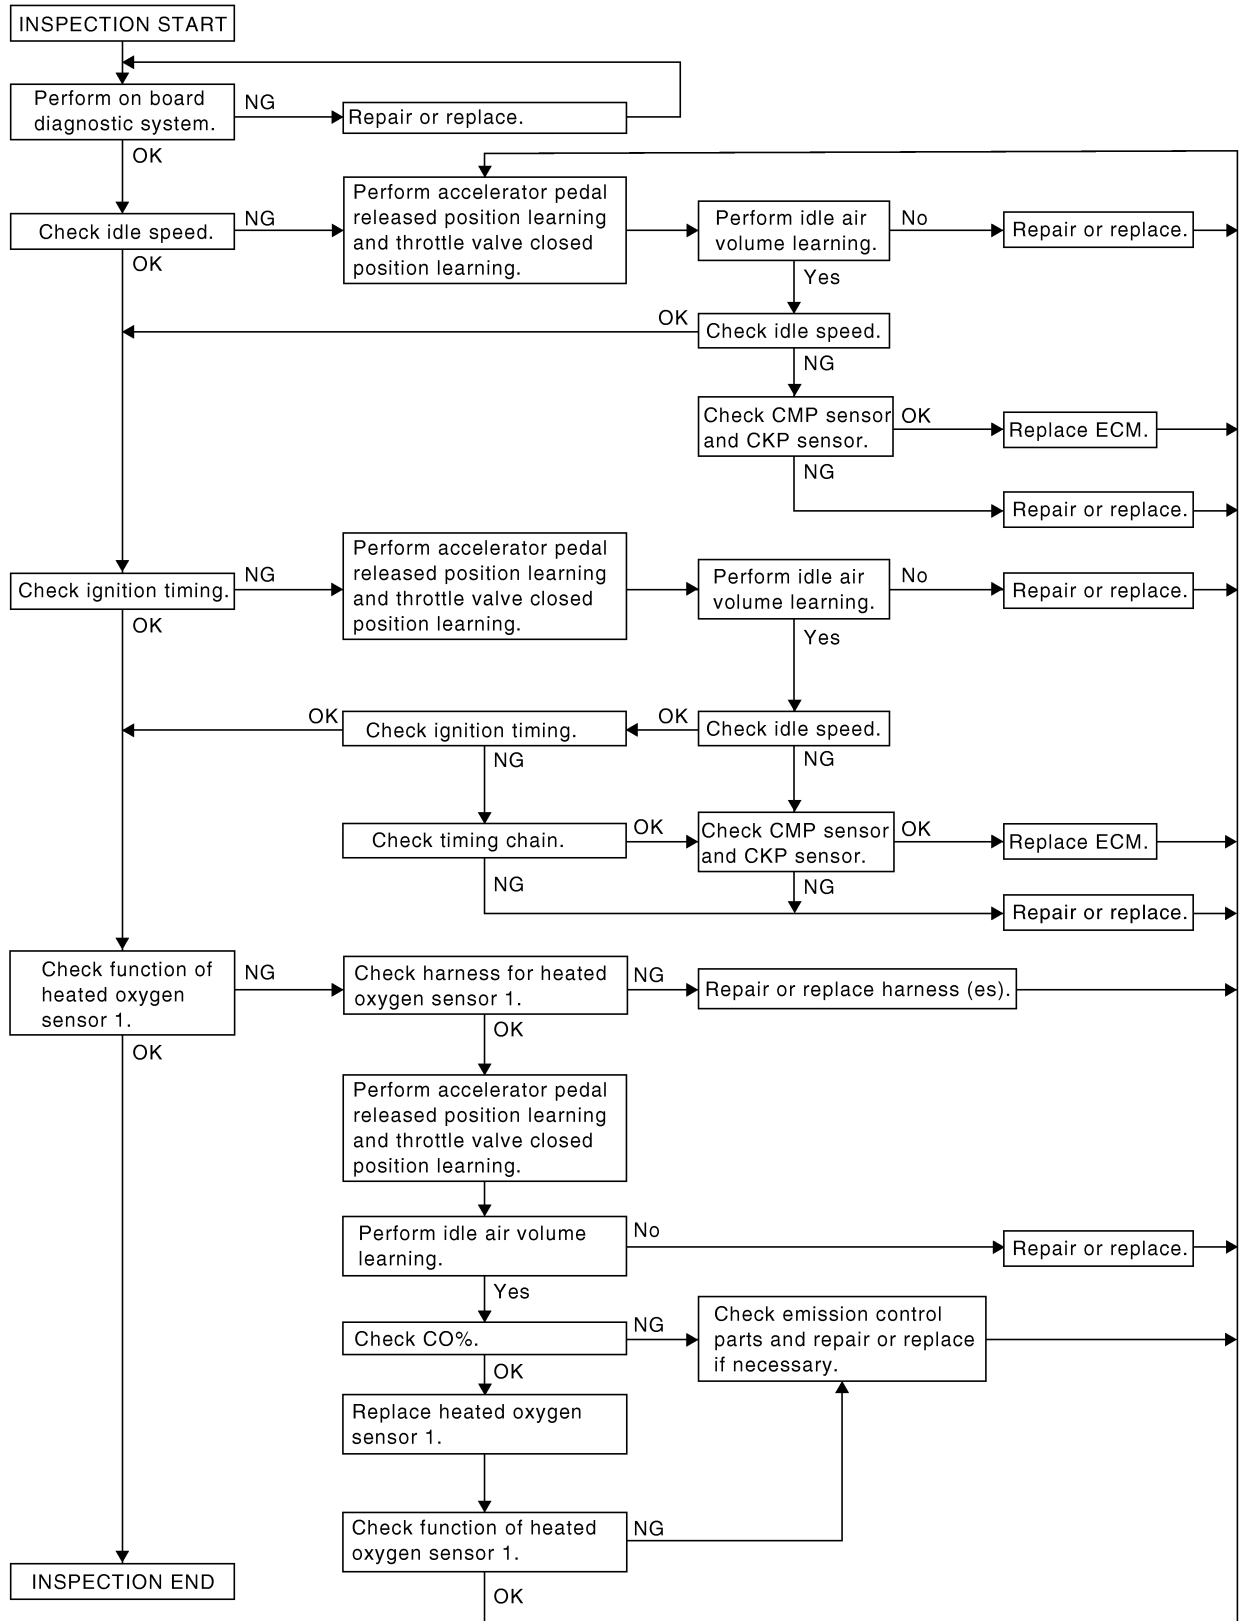 INSPECTION START
Perform on board
diagnostic system.
NG
Repair or replace.
OK
Check idle speed.
NG
Perform accelerator pedal
released position learning
and throttle valve closed
position learning.
Perform idle air
volume learning.
No
Repair or replace.
OK
Yes
OK
Check idle speed.
NG
Check CMP sensor
and CKP sensor.
OK
Replace ECM.
NG
Repair or replace.
Check ignition timing.
NG
Perform accelerator pedal
released position learning
and throttle valve closed
position learning.
Perform idle air
volume learning.
No
Repair or replace.
OK
Yes
OK
Check ignition timing.
OK
Check idle speed.
NG
NG
Check timing chain.
OK
Check CMP sensor
and CKP sensor.
OK
Replace ECM.
NG
NG
Repair or replace.
Check function of
heated oxygen
sensor 1.
NG
Check harness for heated
oxygen sensor 1.
NG
Repair or replace harness (es).
OK
OK
Perform accelerator pedal
released position learning
and throttle valve closed
position learning.
Perform idle air volume
learning.
No
Repair or replace.
Yes
Check CO%.
NG
Check emission control
parts and repair or replace
if necessary.
OK
Replace heated oxygen
sensor 1.
Check function of heated
oxygen sensor 1.
NG
INSPECTION END
OK